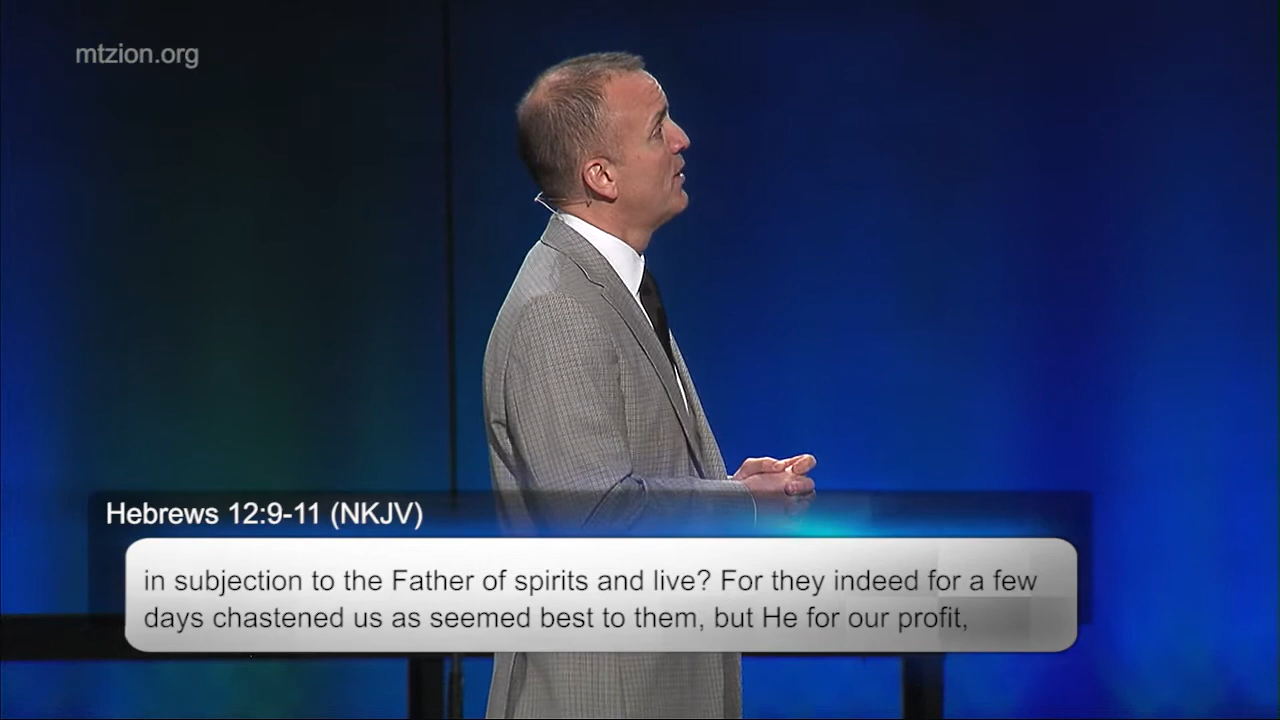 mtzion.org
Hebrews 12:9-11 (NKJV)
in subjection to the Father of spirits and live? For they indeed for a few
days chastened us as seemed best to them, but He for our profit,